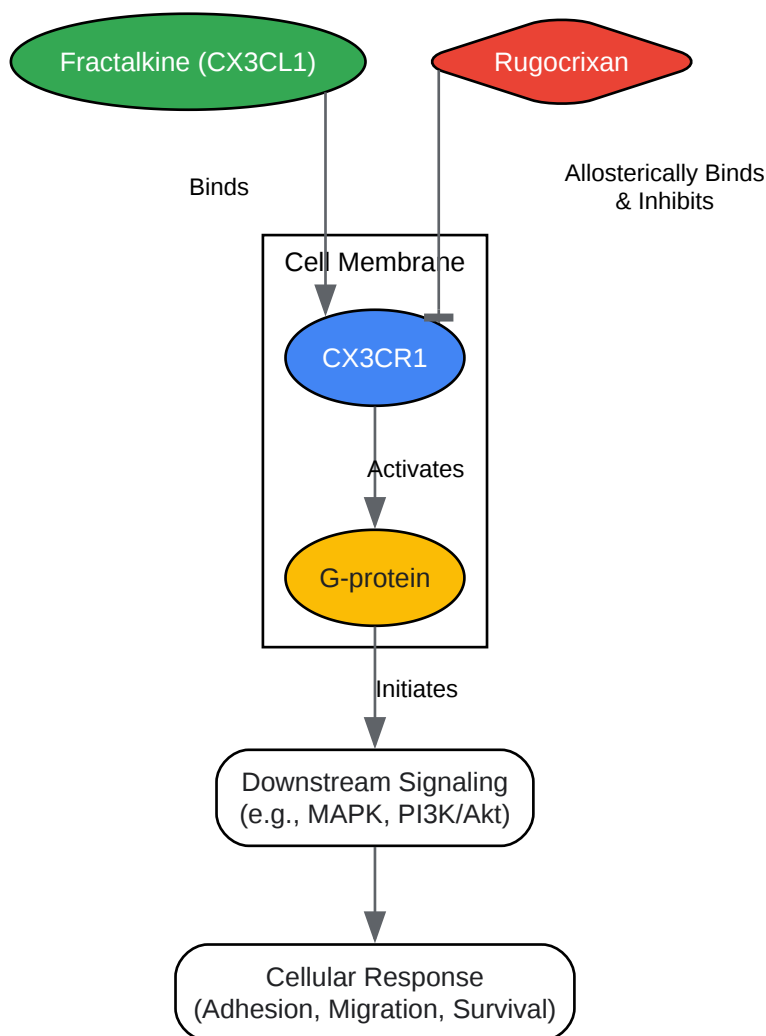 Fractalkine (CX3CL1)
Rugocrixan
Binds
Allosterically Binds
& Inhibits
Cell Membrane
CX3CR1
Activates
G-protein
Initiates
Downstream Signaling
(e.g., MAPK, PI3K/Akt)
Cellular Response
(Adhesion, Migration, Survival)